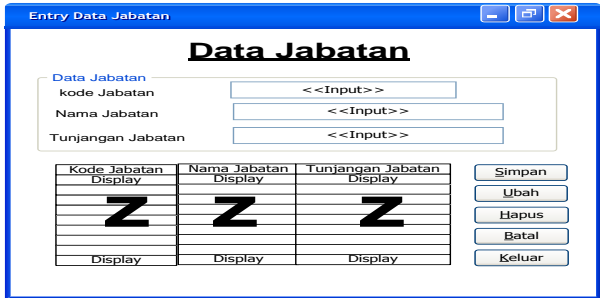 Entry Data Jabatan
Data Jabatan
Data Jabatan
kode Jabatan <<Input>>
Nama Jabatan <<Input>>
Tunjangan Jabatan <<Input>>
Kode Jabatan Nama Jabatan Tunjangan Jabatan
Display Display Display
Z Z Z
Display Display Display
Simpan
Ubah
Hapus
Batal
Keluar